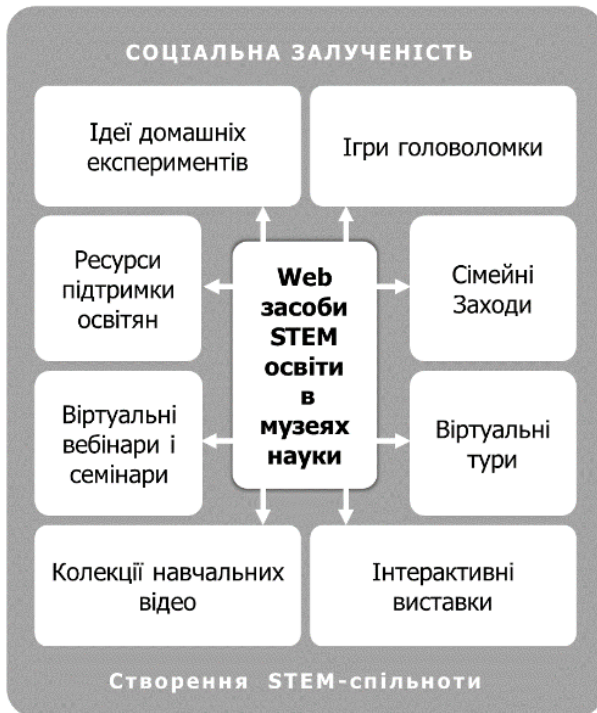 СОЦІАЛЬНА ЗАЛУЧЕНІСТЬ
Ідеї домашніх
експериментів
Ігри головоломки
Ресурси
підтримки
освітян
Web
засоби
STEM
освіти
в
музеях
науки
Сімейні
Заходи
Віртуальні
вебінари і
семінари
Віртуальні
тури
Колекції навчальних
відео
Інтерактивні
виставки
Створення STEM-спільноти